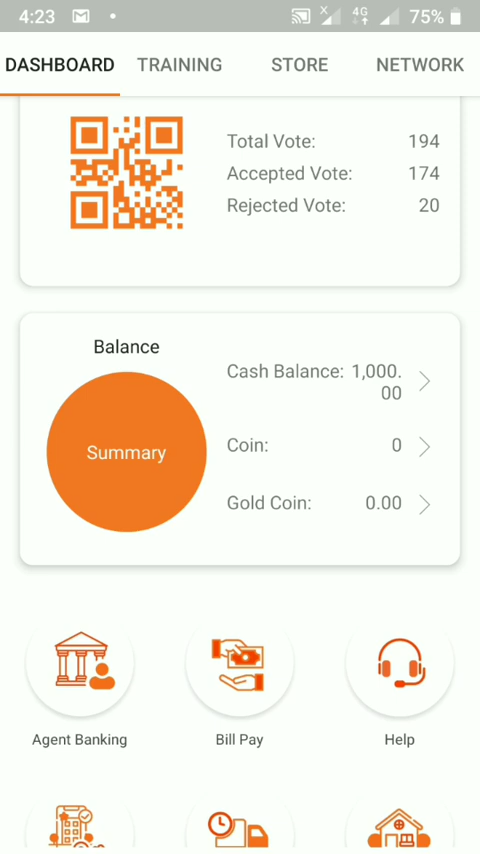 4:23
X
4G
75%
DASHBOARD TRAINING STORE NETWORK
Total Vote: 194
Accepted Vote: 174
Rejected Vote: 20
Balance
Summary
Cash Balance: 1,000.
00
Coin: 0
Gold Coin: 0.00
Agent Banking Bill Pay Help